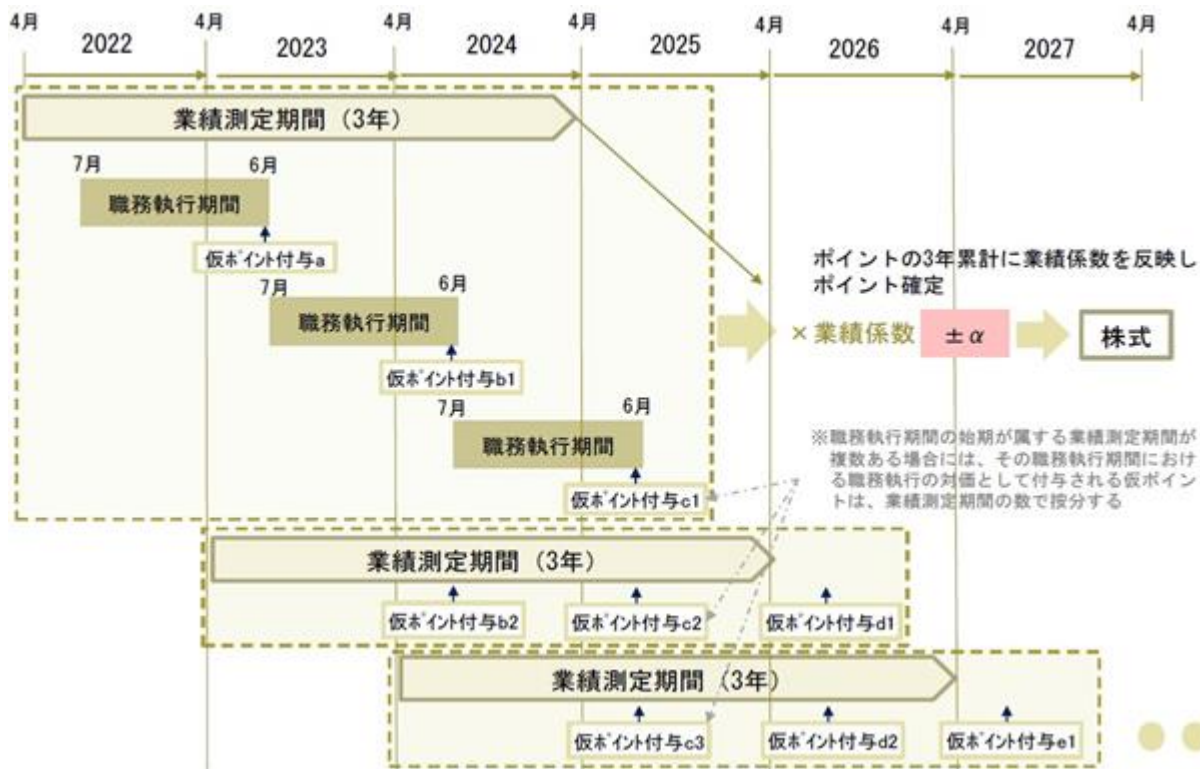 4月
4月
4月
4月
4月
4月
4月
2022
2023
2024
2025
2026
2027
業績測定期間（3年）
7月
6月
職務執行期間
仮ポイント付与a
7月
6月
職務執行期間
仮ポイント付与b1
7月
6月
職務執行期間
仮ポイント付与c1
ポイントの3年累計に業績係数を反映し
ポイント確定
×業績係数
±α
株式
※職務執行期間の始期が属する業績測定期間が
複数ある場合には、その職務執行期間におけ
る職務執行の対価として付与される仮ポイン
トは、業績測定期間の数で按分する
業績測定期間（3年）
仮ポイント付与b2
仮ポイント付与c2
仮ポイント付与d1
業績測定期間（3年）
仮ポイント付与c3
仮ポイント付与d2
仮ポイント付与e1